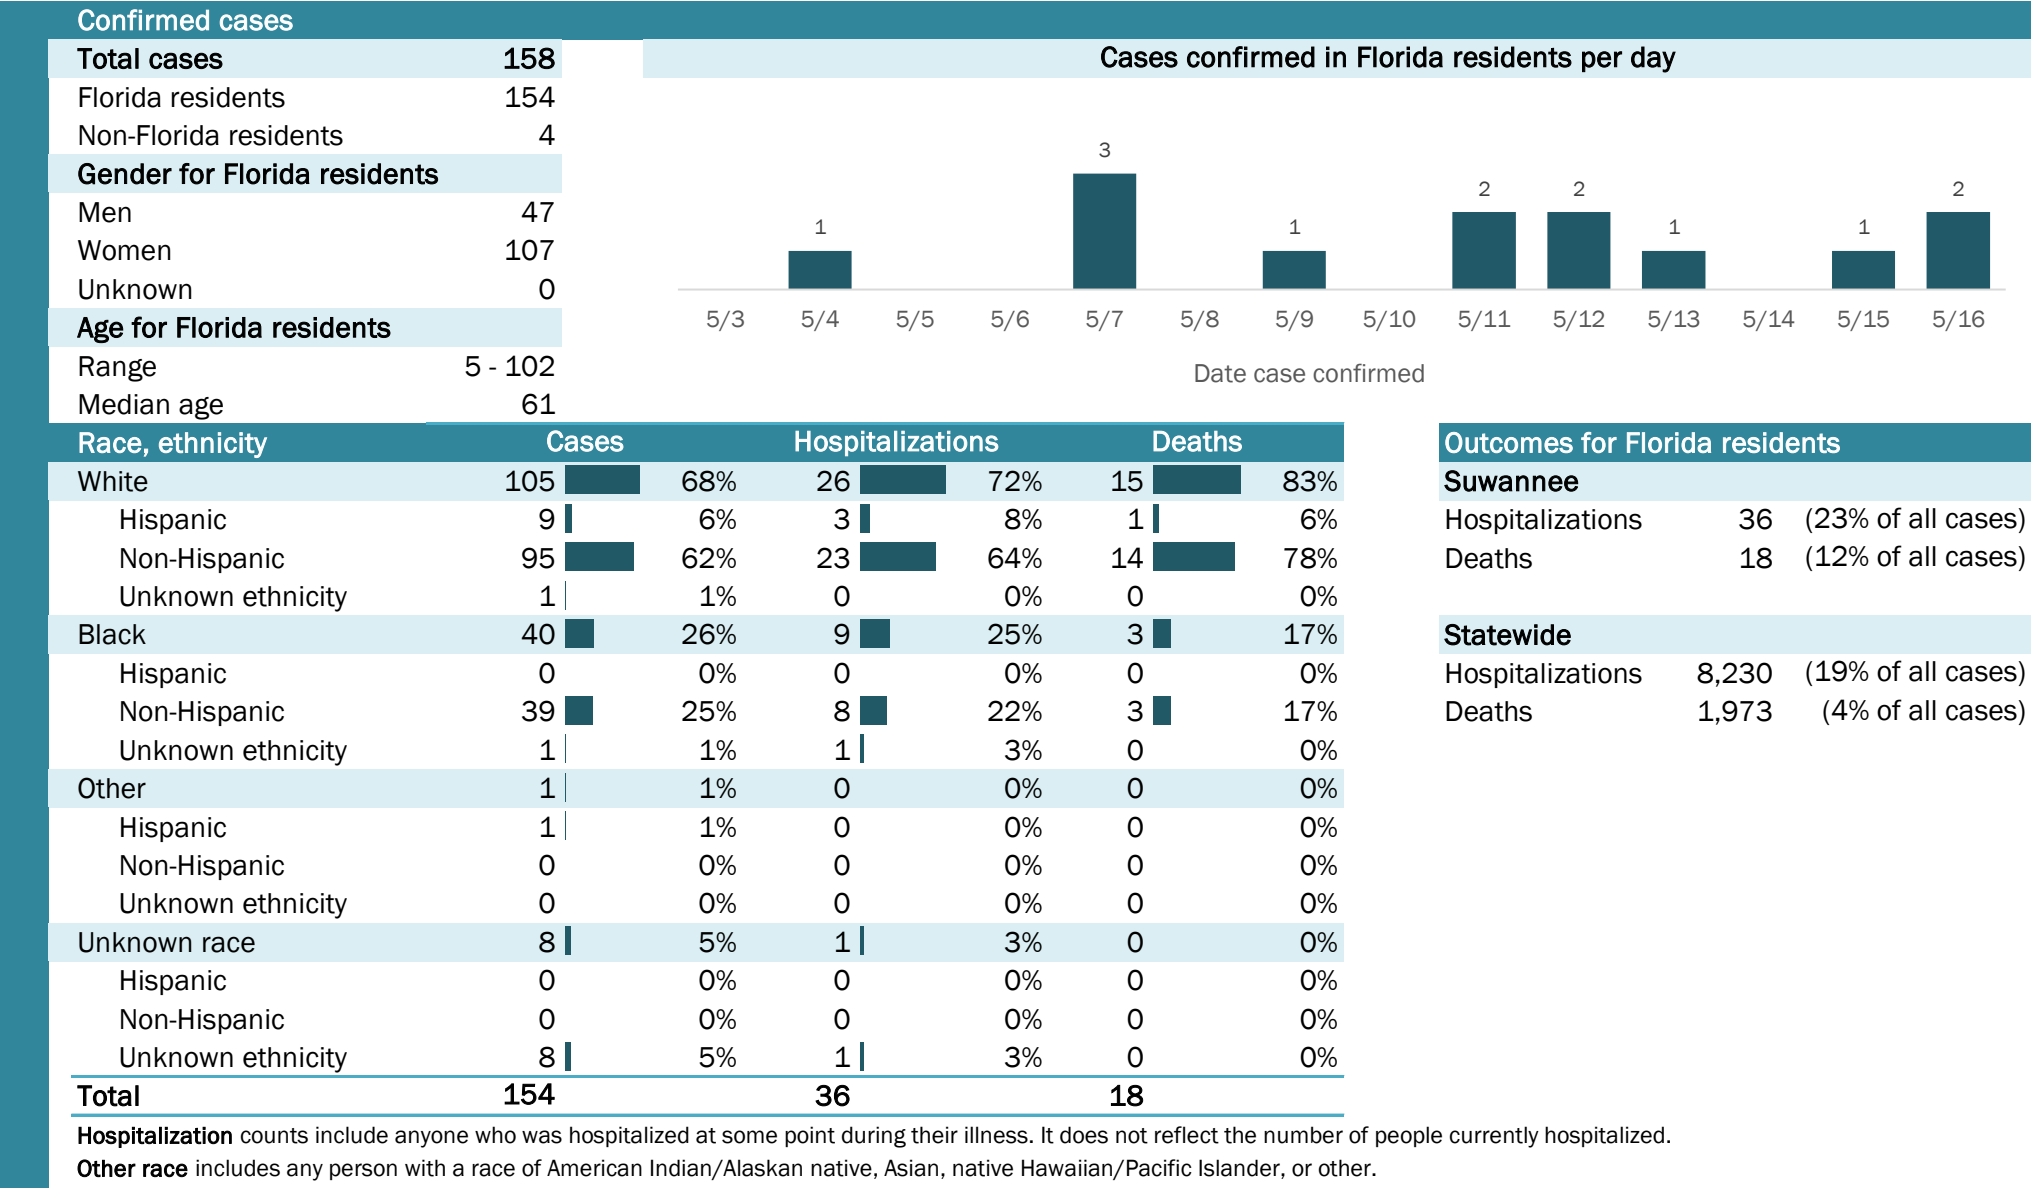 Confirmed cases
Total cases 158
Florida residents 154
Non-Florida residents 4
Gender for Florida residents
Men 47
Women 107
Unknown 0
Age for Florida residents
Range 5 - 102
Median age 61
Cases confirmed in Florida residents per day
1 3 1 2 2 1 1 2
5/3 5/4 5/5 5/6 5/7 5/8 5/9 5/10 5/11 5/12 5/13 5/14 5/15 5/16
Date case confirmed
Race, ethnicity Cases Hospitalizations Deaths
White 105 68% 26 72% 15 83%
Hispanic 9 6% 3 8% 1 6%
Non-Hispanic 95 62% 23 64% 14 78%
Unknown ethnicity 1 1% 0 0% 0 0%
Black 40 26% 9 25% 3 17%
Hispanic 0 0% 0 0% 0 0%
Non-Hispanic 39 25% 8 22% 3 17%
Unknown ethnicity 1 1% 1 3% 0 0%
Other 1 1% 0 0% 0 0%
Hispanic 1 1% 0 0% 0 0%
Non-Hispanic 0 0% 0 0% 0 0%
Unknown ethnicity 0 0% 0 0% 0 0%
Unknown race 8 5% 1 3% 0 0%
Hispanic 0 0% 0 0% 0 0%
Non-Hispanic 0 0% 0 0% 0 0%
Unknown ethnicity 8 5% 1 3% 0 0%
Total 154 36 18
Outcomes for Florida residents
Suwannee
Hospitalizations 36 (23% of all cases)
Deaths 18 (12% of all cases)
Statewide
Hospitalizations 8,230 (19% of all cases)
Deaths 1,973 (4% of all cases)
Hospitalization counts include anyone who was hospitalized at some point during their illness. It does not reflect the number of people currently hospitalized.
Other race includes any person with a race of American Indian/Alaskan native, Asian, native Hawaiian/Pacific Islander, or other.